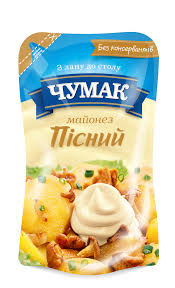 Без консервантів
З лану до столу
ЧУМАК
майонез
Пісний